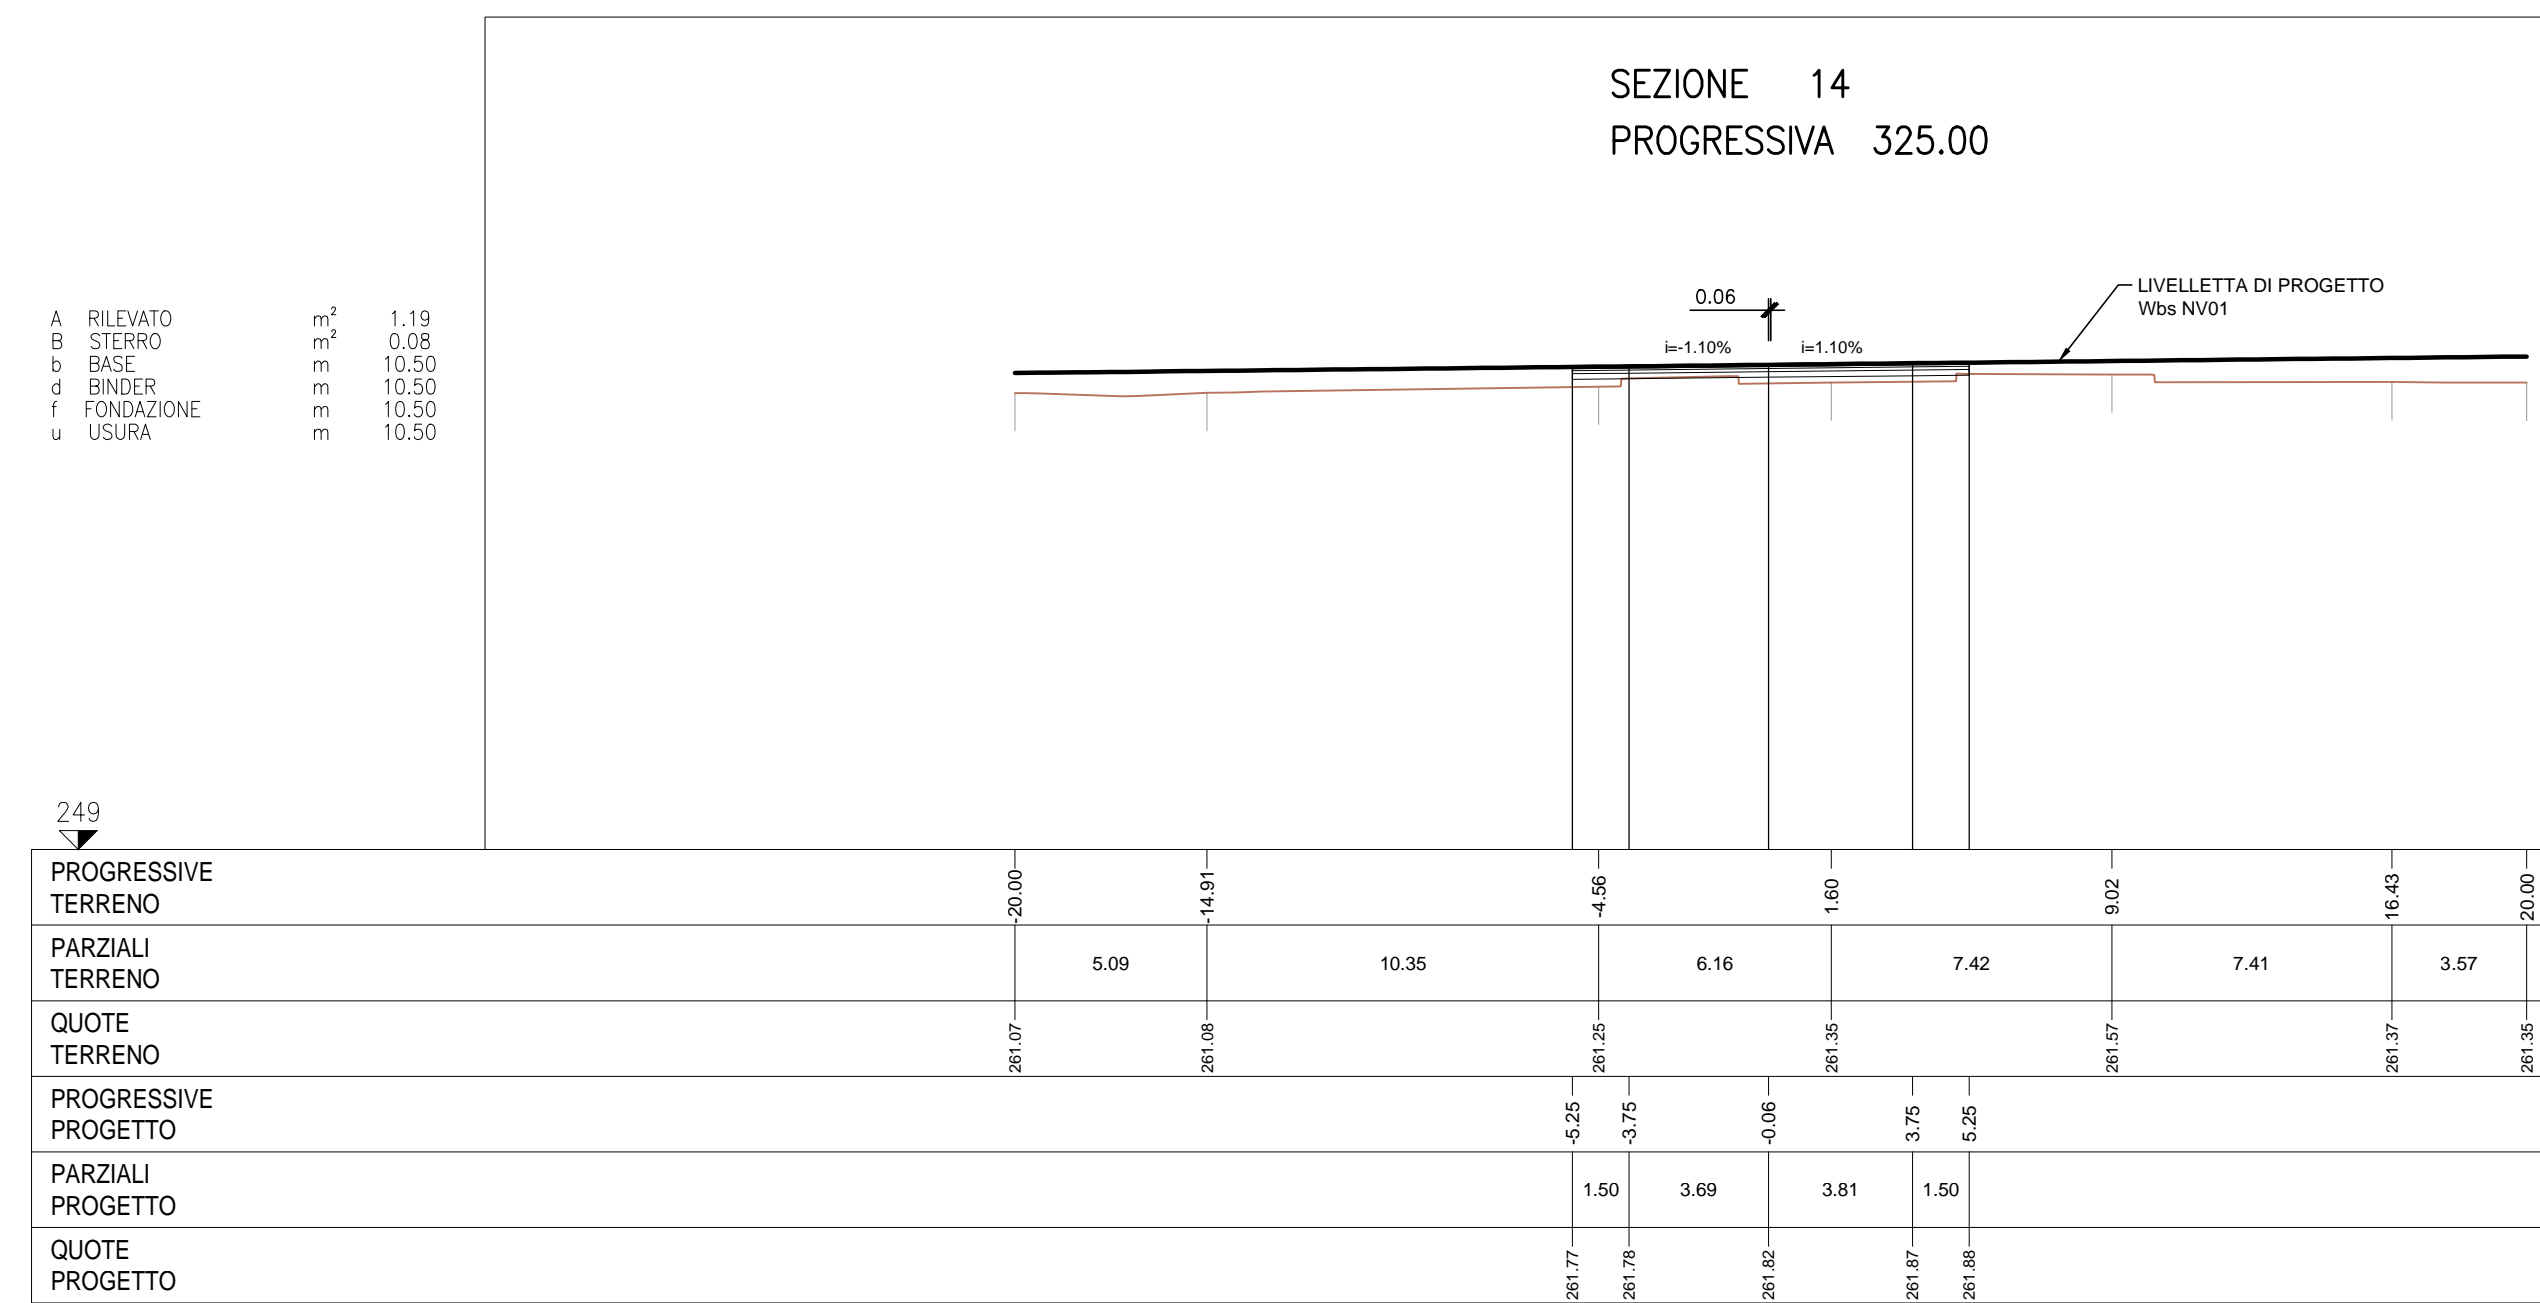 SEZIONE 14
PROGRESSIVA 325.00
0.06
LIVELLETTA DI PROGETTO
Wbs NV01
i=-1.10% i=1.10%
A RILEVATO m² 1.19
B STERRO m² 0.08
b BASE m 10.50
d BINDER m 10.50
f FONDAZIONE m 10.50
u USURA m 10.50
249
PROGRESSIVE
TERRENO
-20.00 -14.91 -4.56 1.60 9.02 16.43 20.00
PARZIALI
TERRENO
5.09 10.35 6.16 7.42 7.41 3.57
QUOTE
TERRENO
261.07 261.08 261.25 261.35 261.57 261.37 261.35
PROGRESSIVE
PROGETTO
-5.25 -3.75 -0.06 3.75 5.25
PARZIALI
PROGETTO
1.50 3.69 3.81 1.50
QUOTE
PROGETTO
261.77 261.78 261.82 261.87 261.88